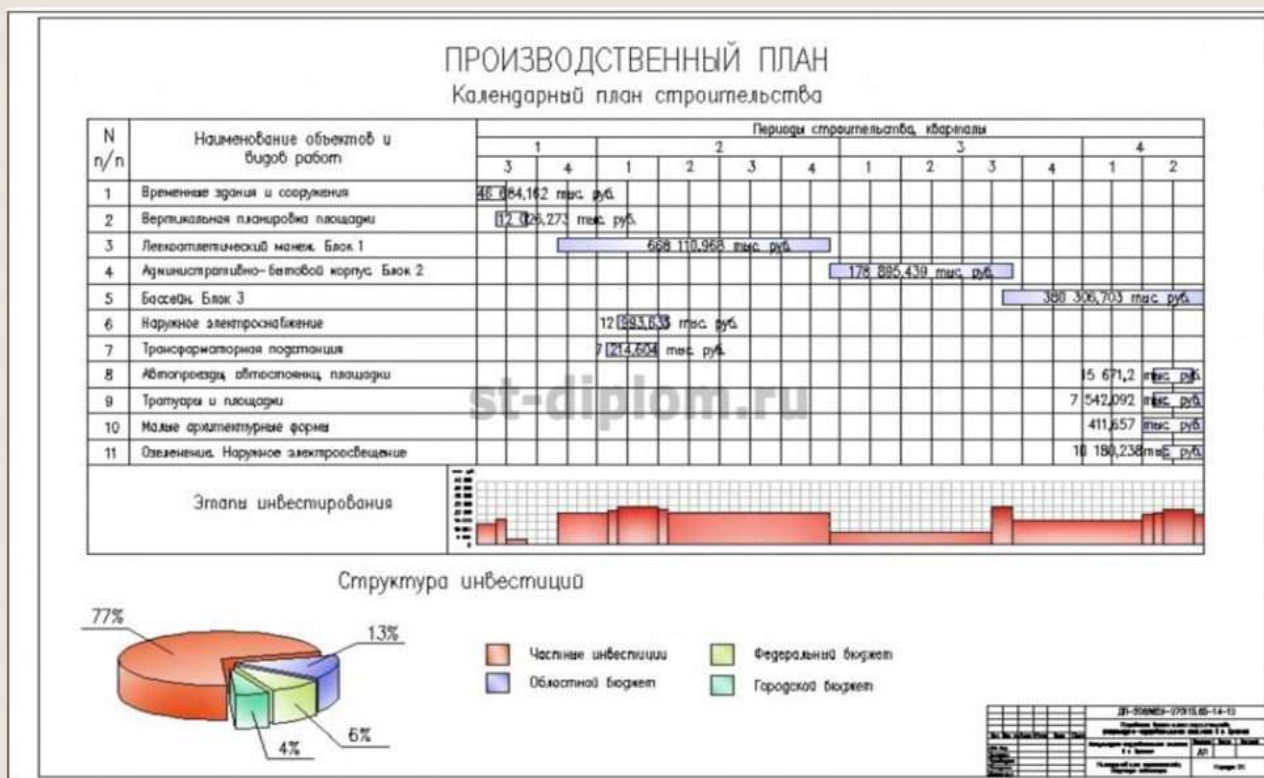 ПРОИЗВОДСТВЕННЫЙ ПЛАН
Календарный план строительства
N п/п
Наименование объектов и видов работ
Периоды строительства, кварталы
1 2 3 4
3 4 1 2 3 4 1 2 3 4 1 2
1 Временные здания и сооружения 46 684,162 тыс. руб.
2 Вертикальная планировка площадки 12 026,273 тыс. руб.
3 Легкоатлетический манеж. Блок 1 668 110,968 тыс. руб.
4 Административно-бытовой корпус. Блок 2 178 895,439 тыс. руб.
5 Бассейн. Блок 3 380 306,703 тыс. руб.
6 Наружное электроснабжение 12 993,633 тыс. руб.
7 Трансформаторная подстанция 7 214,604 тыс. руб.
8 Автопроезды, автостоянки, площадки 15 671,2 тыс. руб.
9 Тротуары и площадки 7 542,092 тыс. руб.
10 Малые архитектурные формы 411,657 тыс. руб.
11 Озеленение. Наружное электроосвещение 10 180,238 тыс. руб.
st-diplom.ru
Этапы инвестирования
Структура инвестиций
77%
13%
6%
4%
Частные инвестиции
Федеральный бюджет
Областной бюджет
Городской бюджет